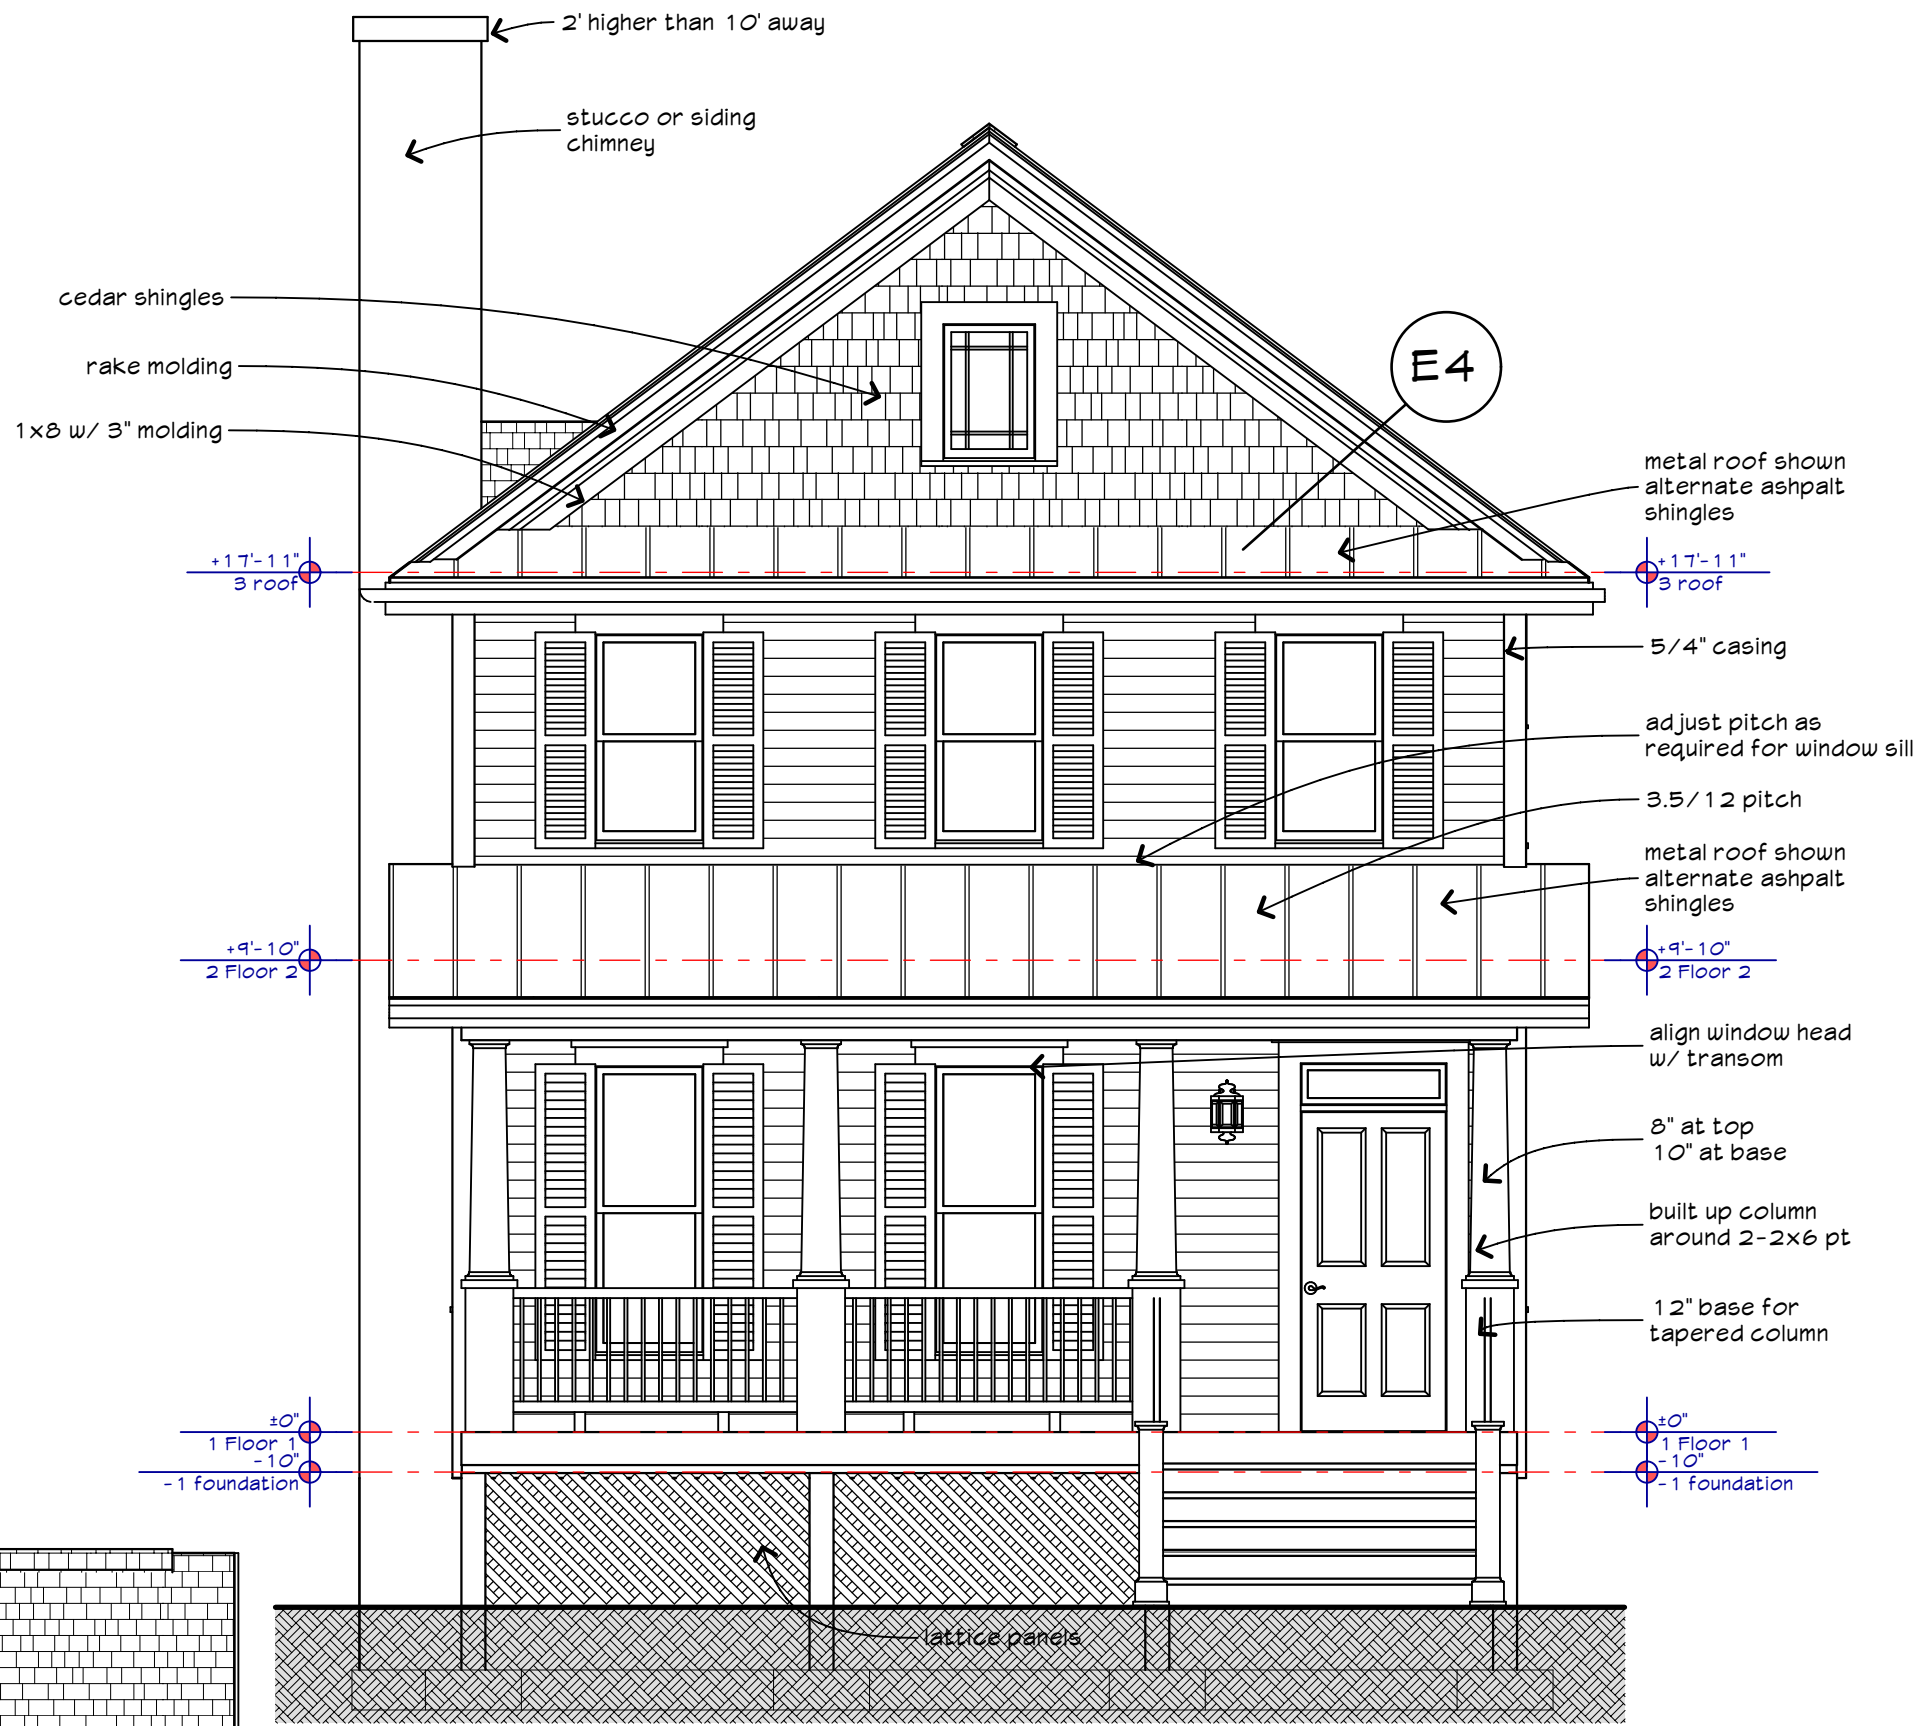 2' higher than 10' away
stucco or siding
chimney
cedar shingles
rake molding
1x8 w/ 3" molding
E4
metal roof shown
alternate ashpalt
shingles
+17'-11"
3 roof
+17'-11"
3 roof
5/4" casing
adjust pitch as
required for window sill
3.5/12 pitch
metal roof shown
alternate ashpalt
shingles
+9'-10"
2 Floor 2
+9'-10"
2 Floor 2
align window head
w/ transom
8" at top
10" at base
built up column
around 2-2x6 pt
12" base for
tapered column
±0"
1 Floor 1
-10"
-1 foundation
±0"
1 Floor 1
-10"
-1 foundation
lattice panels